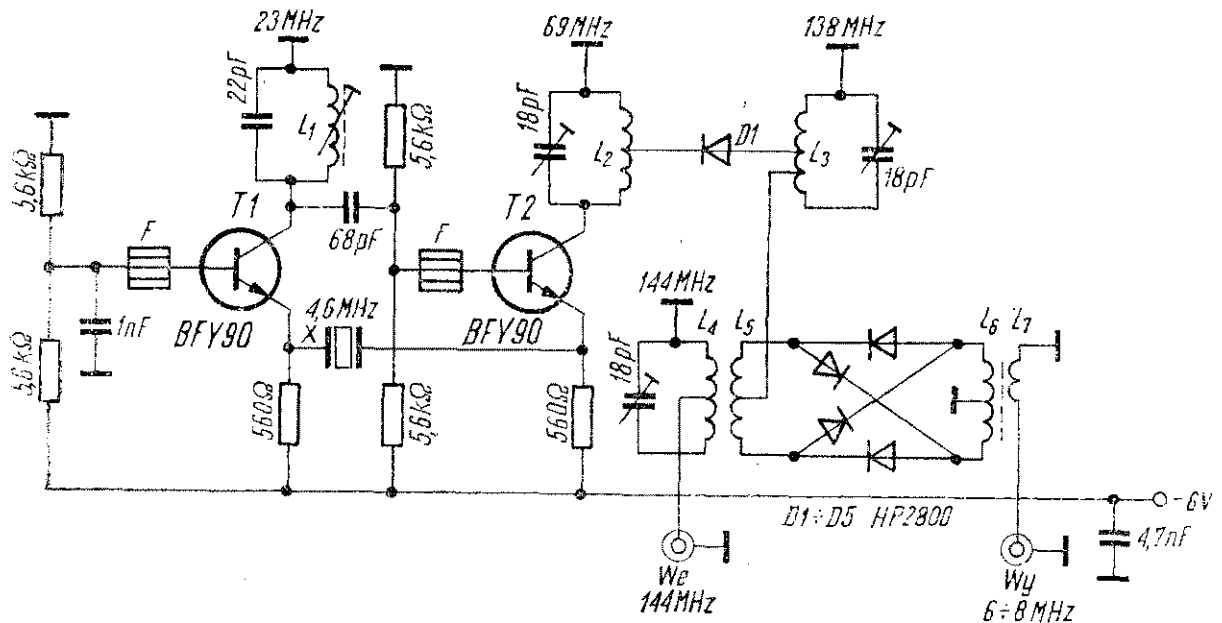 23MHz
69MHz
138MHz
22pF
L1
5,6kΩ
18pF
L2
D1
L3
18pF
5,6kΩ
T1
68pF
T2
F
F
144MHz
1nF
BFY90
4,6MHz
X
BFY90
L4
L5
L6
L7
5,6kΩ
560Ω
5,6kΩ
560Ω
18pF
D1÷D5 HP2800
-6V
4,7nF
We
144MHz
Wy
6÷8MHz